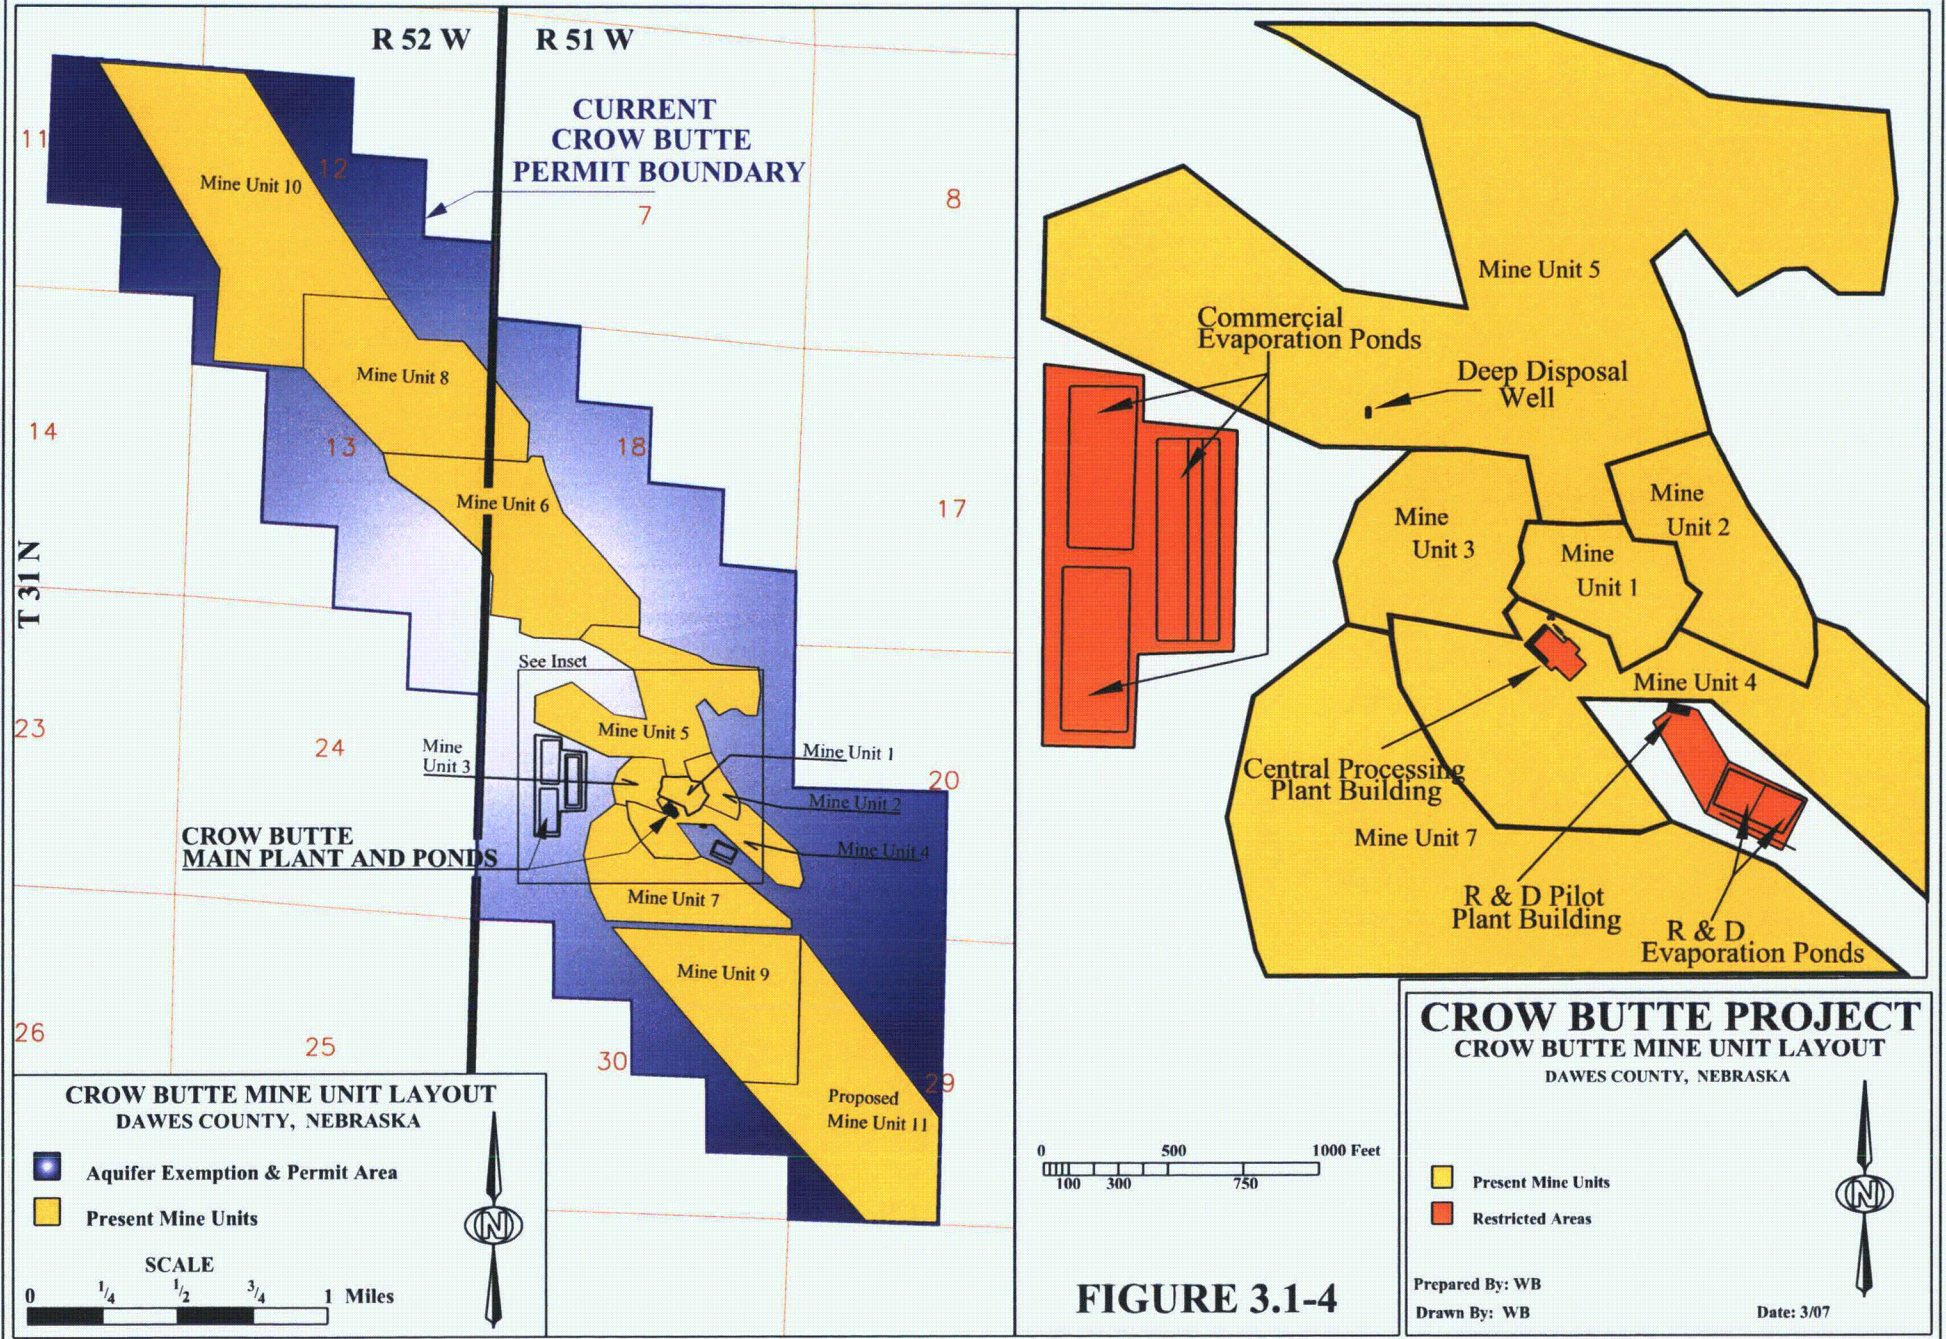 R 52 W
R 51 W
CURRENT
CROW BUTTE
PERMIT BOUNDARY
11
12
7
8
Mine Unit 10
Mine Unit 8
14
13
18
17
Mine Unit 6
T 31 N
See Inset
23
24
20
Mine Unit 5
Mine
Unit 3
Mine Unit 1
Mine Unit 2
Mine Unit 4
CROW BUTTE
MAIN PLANT AND PONDS
Mine Unit 7
Mine Unit 9
26
25
30
29
Proposed
Mine Unit 11
CROW BUTTE MINE UNIT LAYOUT
DAWES COUNTY, NEBRASKA
Aquifer Exemption & Permit Area
Present Mine Units
N
SCALE
0 1/4 1/2 3/4 1 Miles
Mine Unit 5
Commercial
Evaporation Ponds
Deep Disposal
Well
Mine
Unit 3
Mine
Unit 2
Mine
Unit 1
Mine Unit 4
Central Processing
Plant Building
Mine Unit 7
R & D Pilot
Plant Building
R & D
Evaporation Ponds
0 500 1000 Feet
100 300 750
FIGURE 3.1-4
CROW BUTTE PROJECT
CROW BUTTE MINE UNIT LAYOUT
DAWES COUNTY, NEBRASKA
Present Mine Units
Restricted Areas
N
Prepared By: WB
Drawn By: WB
Date: 3/07